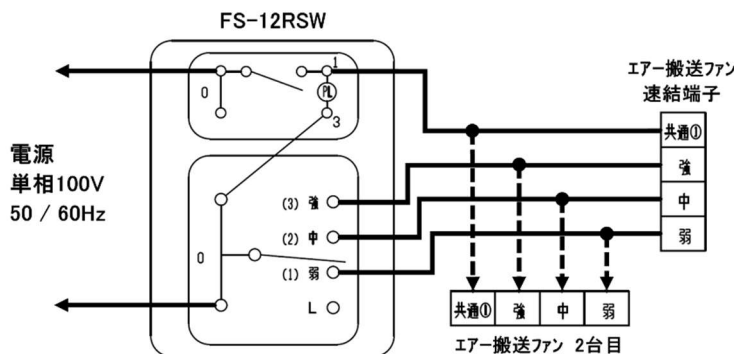 FS-12RSW
1
0
PL
3
エアー搬送ファン
速結端子
共通①
強
中
弱
電源
単相100V
50 / 60Hz
(3) 強
(2) 中
0
(1) 弱
L
共通① 強 中 弱
エアー搬送ファン 2台目